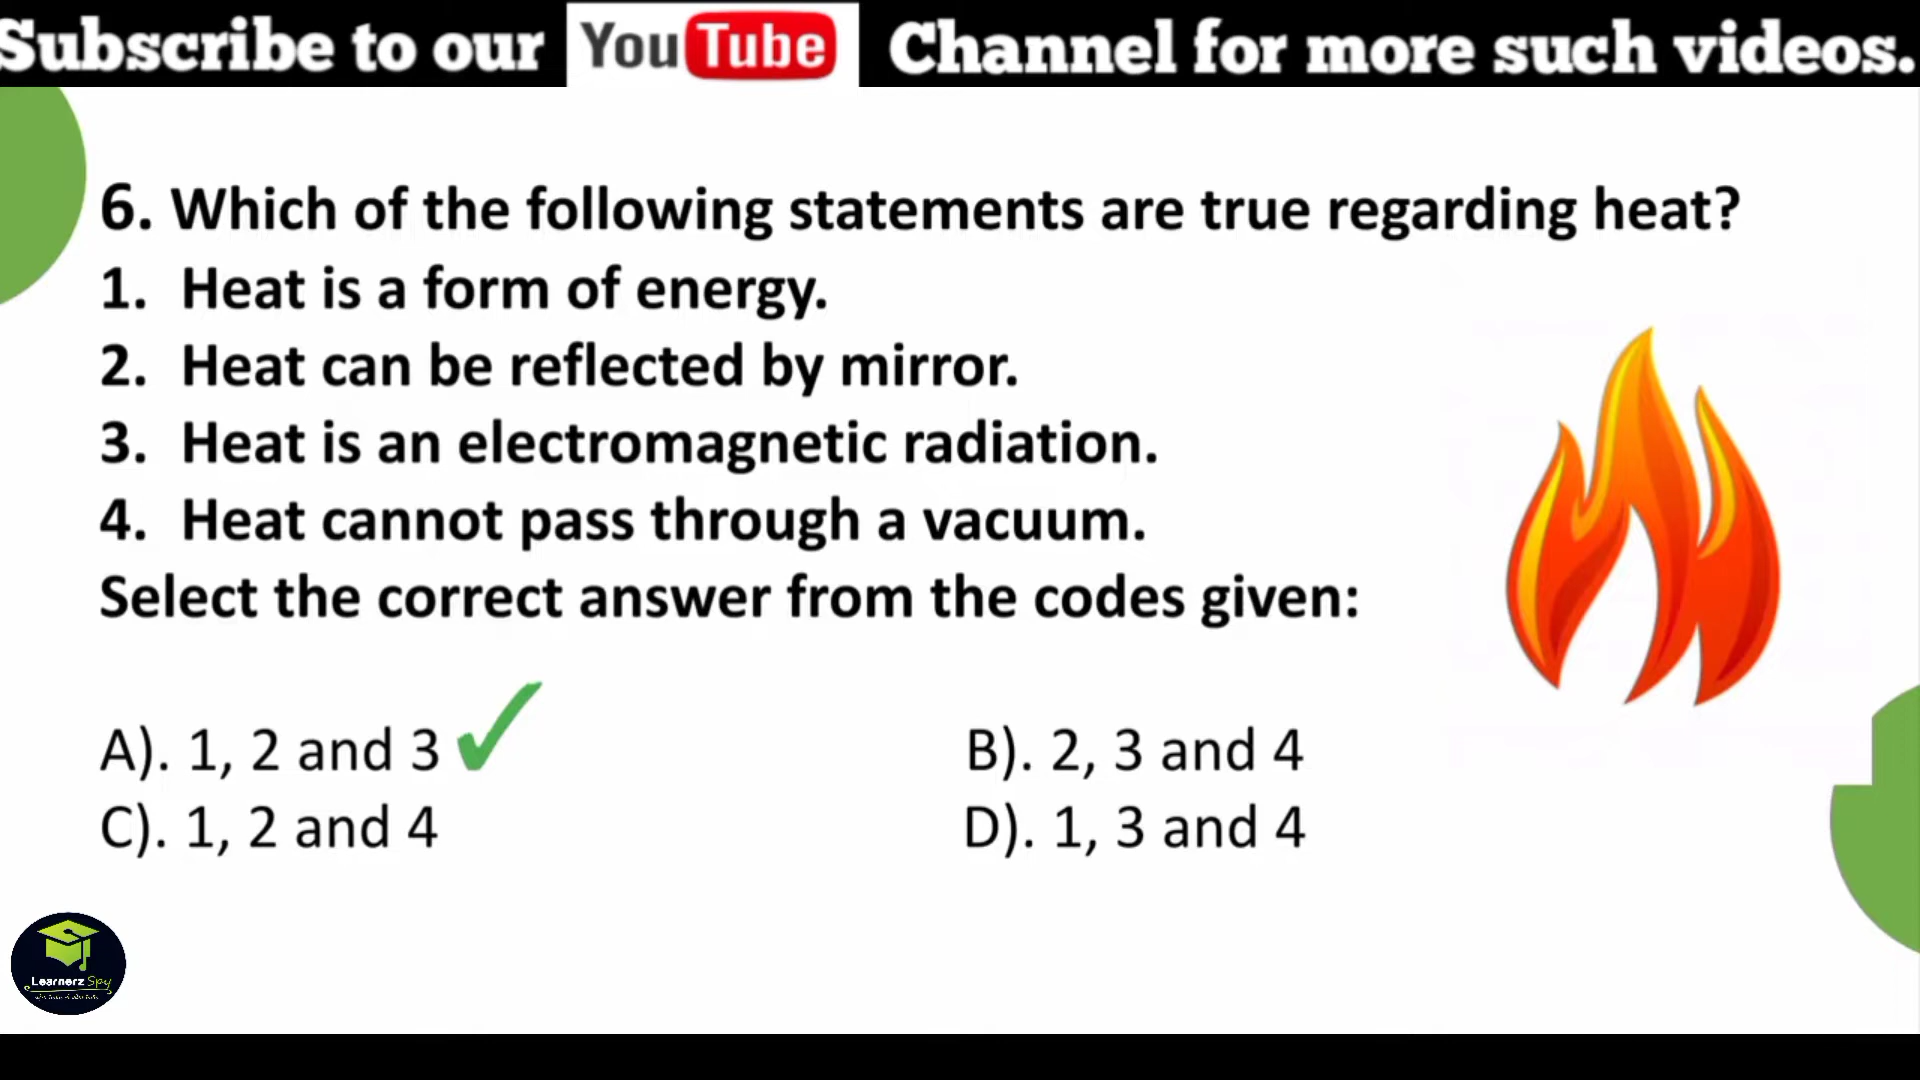 Subscribe to our YouTube Channel for more such videos.
6. Which of the following statements are true regarding heat?
1. Heat is a form of energy.
2. Heat can be reflected by mirror.
3. Heat is an electromagnetic radiation.
4. Heat cannot pass through a vacuum.
Select the correct answer from the codes given:
A). 1, 2 and 3
B). 2, 3 and 4
C). 1, 2 and 4
D). 1, 3 and 4
Learnerz Spy